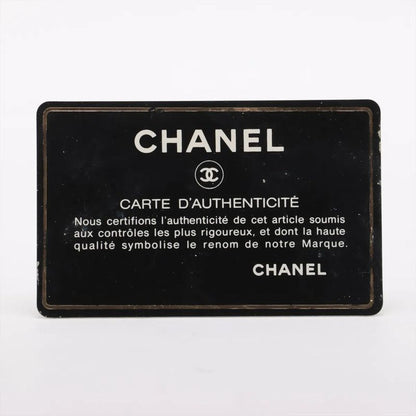 CHANEL
CARTE D'AUTHENTICITÉ
Nous certifions l'authenticité de cet article soumis
aux contrôles les plus rigoureux, et dont la haute
qualité symbolise le renom de notre Marque.
CHANEL